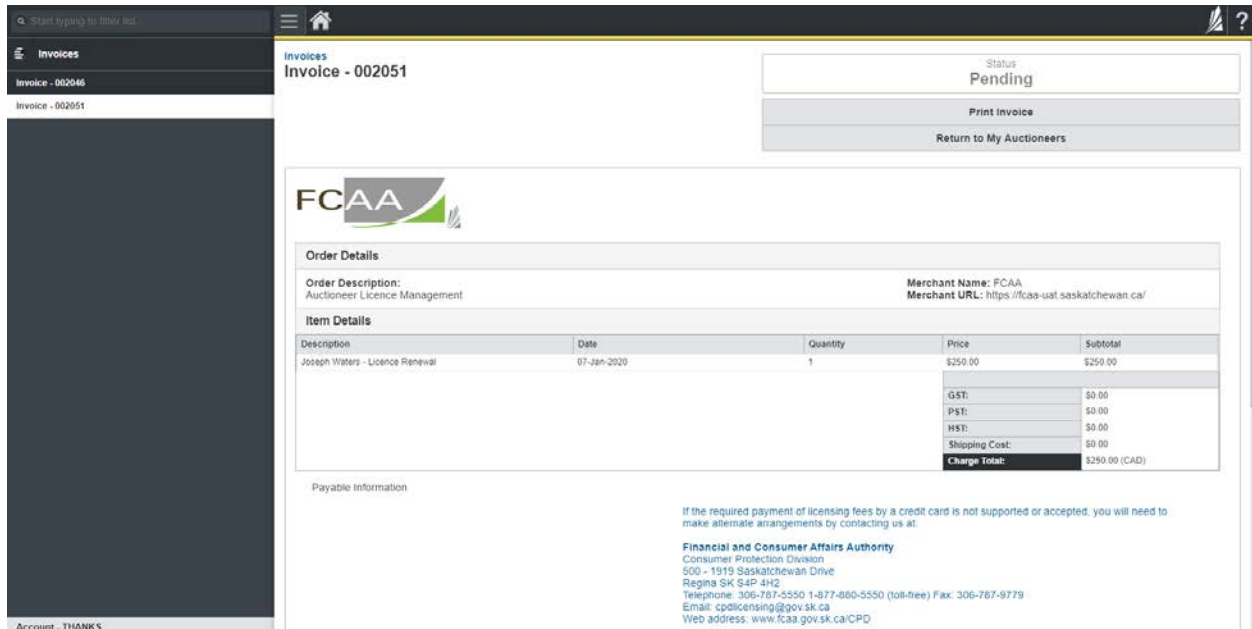 Start typing to filter list...
Invoices
Invoice - 002046
Invoice - 002051
Account - THANKS
?
Invoices
Invoice - 002051
Status
Pending
Print Invoice
Return to My Auctioneers
FCAA
Order Details
Order Description:
Auctioneer Licence Management
Merchant Name: FCAA
Merchant URL: https://fcaa-uat.saskatchewan.ca/
Item Details
Description Date Quantity Price Subtotal
Joseph Waters - Licence Renewal 07-Jan-2020 1 $250.00 $250.00
GST: $0.00
PST: $0.00
HST: $0.00
Shipping Cost: $0.00
Charge Total: $250.00 (CAD)
Payable Information
If the required payment of licensing fees by a credit card is not supported or accepted, you will need to
make alternate arrangements by contacting us at:
Financial and Consumer Affairs Authority
Consumer Protection Division
500 - 1919 Saskatchewan Drive
Regina SK S4P 4H2
Telephone: 306-787-5550 1-877-880-5550 (toll-free) Fax: 306-787-9779
Email: cpdlicensing@gov.sk.ca
Web address: www.fcaa.gov.sk.ca/CPD